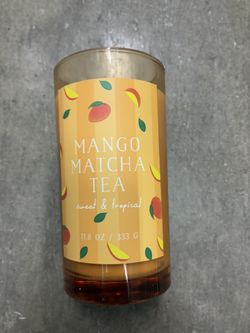 MANGO
MATCHA
TEA
sweet & tropical
11.8 OZ / 333 G